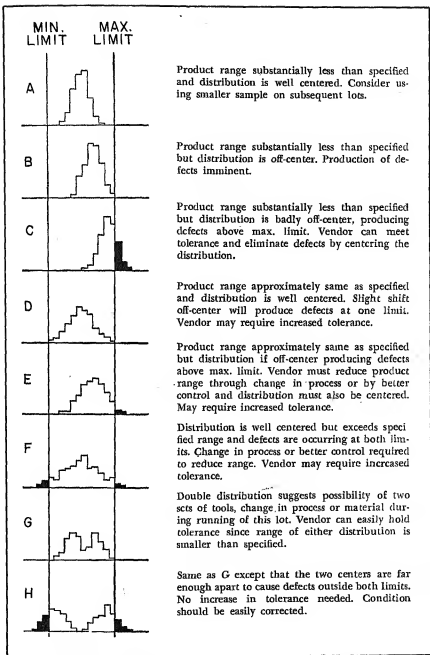 MIN. MAX.
LIMIT LIMIT
A
Product range substantially less than specified
and distribution is well centered. Consider us-
ing smaller sample on subsequent lots.
B
Product range substantially less than specified
but distribution is off-center. Production of de-
fects imminent.
C
Product range substantially less than specified
but distribution is badly off-center, producing
defects above max. limit. Vendor can meet
tolerance and eliminate defects by centering the
distribution.
D
Product range approximately same as specified
and distribution is well centered. Slight shift
off-center will produce defects at one limit.
Vendor may require increased tolerance.
E
Product range approximately same as specified
but distribution if off-center producing defects
above max. limit. Vendor must reduce product
range through change in process or by better
control and distribution must also be centered.
May require increased tolerance.
F
Distribution is well centered but exceeds speci
fied range and defects are occurring at both lim-
its. Change in process or better control required
to reduce range. Vendor may require increased
tolerance.
G
Double distribution suggests possibility of two
sets of tools, change in process or material dur-
ing running of this lot. Vendor can easily hold
tolerance since range of either distribution is
smaller than specified.
H
Same as G except that the two centers are far
enough apart to cause defects outside both limits.
No increase in tolerance needed. Condition
should be easily corrected.